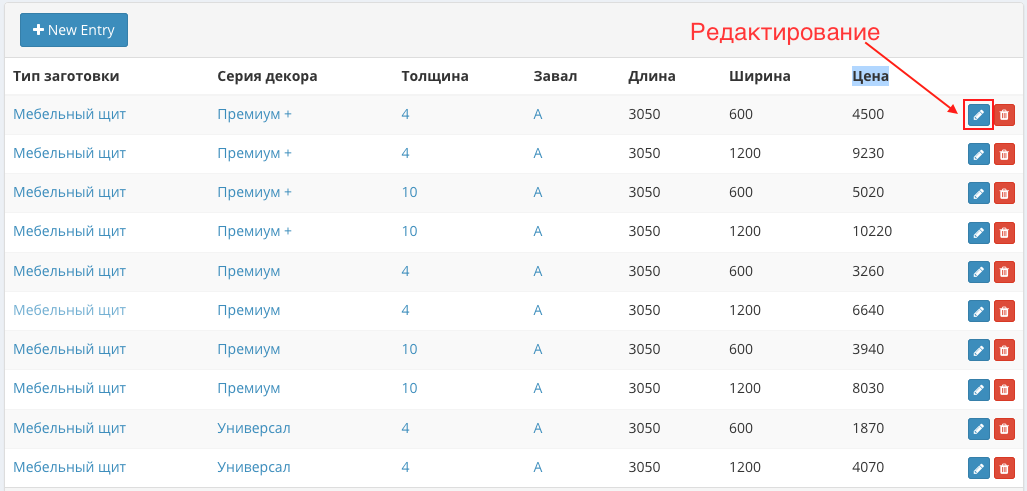 New Entry
Редактирование
Тип заготовки Серия декора Толщина Завал Длина Ширина Цена
Мебельный щит Премиум + 4 A 3050 600 4500
Мебельный щит Премиум + 4 A 3050 1200 9230
Мебельный щит Премиум + 10 A 3050 600 5020
Мебельный щит Премиум + 10 A 3050 1200 10220
Мебельный щит Премиум 4 A 3050 600 3260
Мебельный щит Премиум 4 A 3050 1200 6640
Мебельный щит Премиум 10 A 3050 600 3940
Мебельный щит Премиум 10 A 3050 1200 8030
Мебельный щит Универсал 4 A 3050 600 1870
Мебельный щит Универсал 4 A 3050 1200 4070